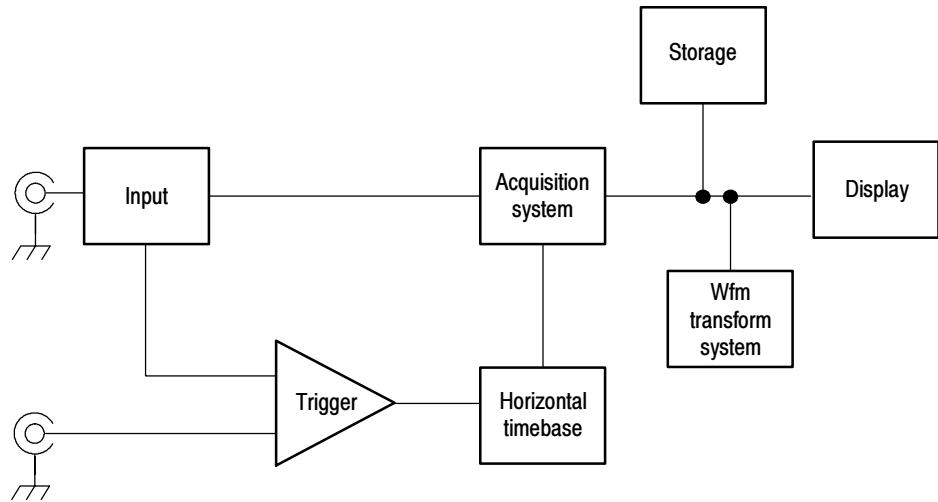 Storage
Input
Acquisition
system
Display
Wfm
transform
system
Trigger
Horizontal
timebase